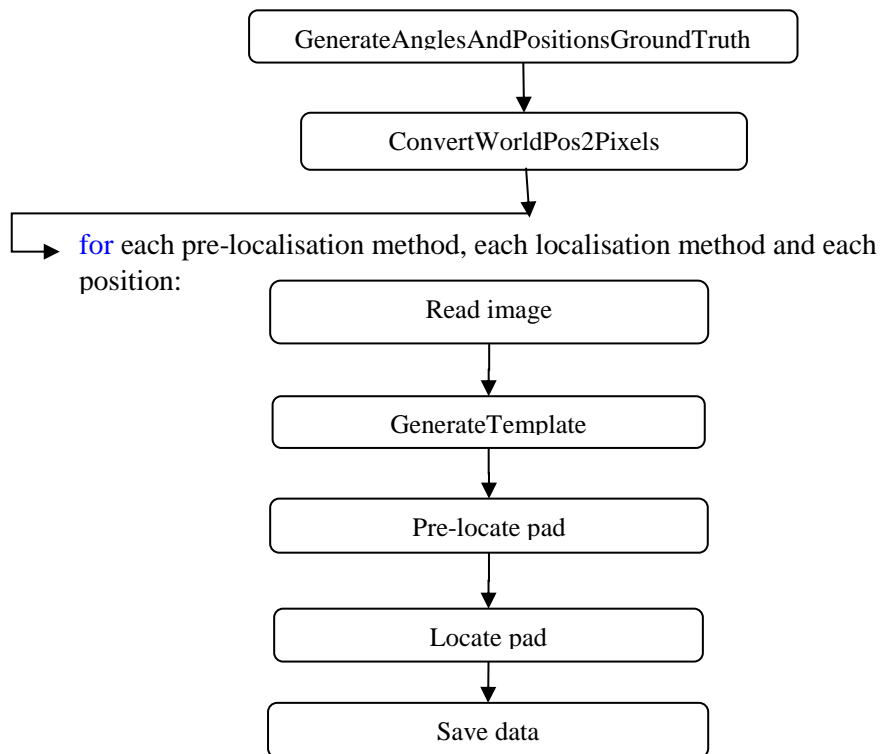 GenerateAnglesAndPositionsGroundTruth
ConvertWorldPos2Pixels
for each pre-localisation method, each localisation method and each
position:
Read image
GenerateTemplate
Pre-locate pad
Locate pad
Save data